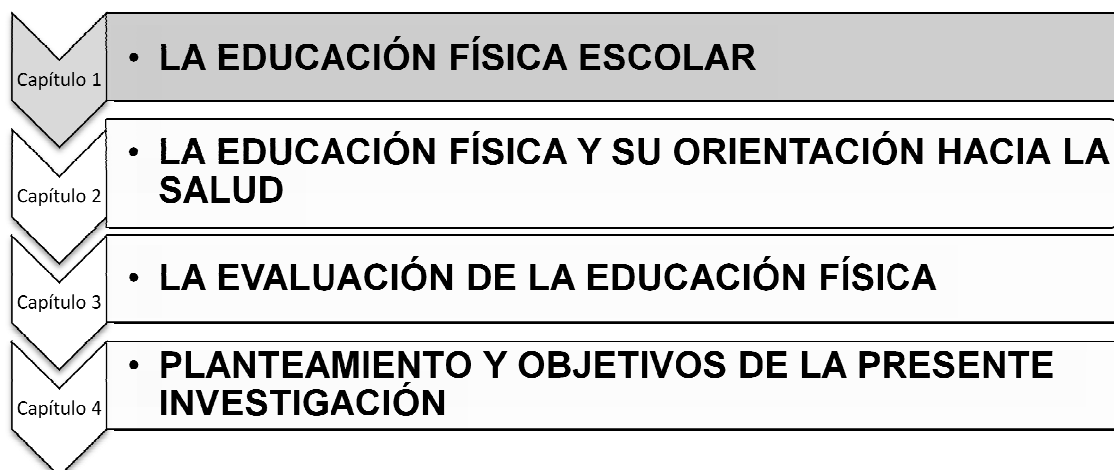 Capítulo 1
• LA EDUCACIÓN FÍSICA ESCOLAR
Capítulo 2
• LA EDUCACIÓN FÍSICA Y SU ORIENTACIÓN HACIA LA
SALUD
Capítulo 3
• LA EVALUACIÓN DE LA EDUCACIÓN FÍSICA
Capítulo 4
• PLANTEAMIENTO Y OBJETIVOS DE LA PRESENTE
INVESTIGACIÓN